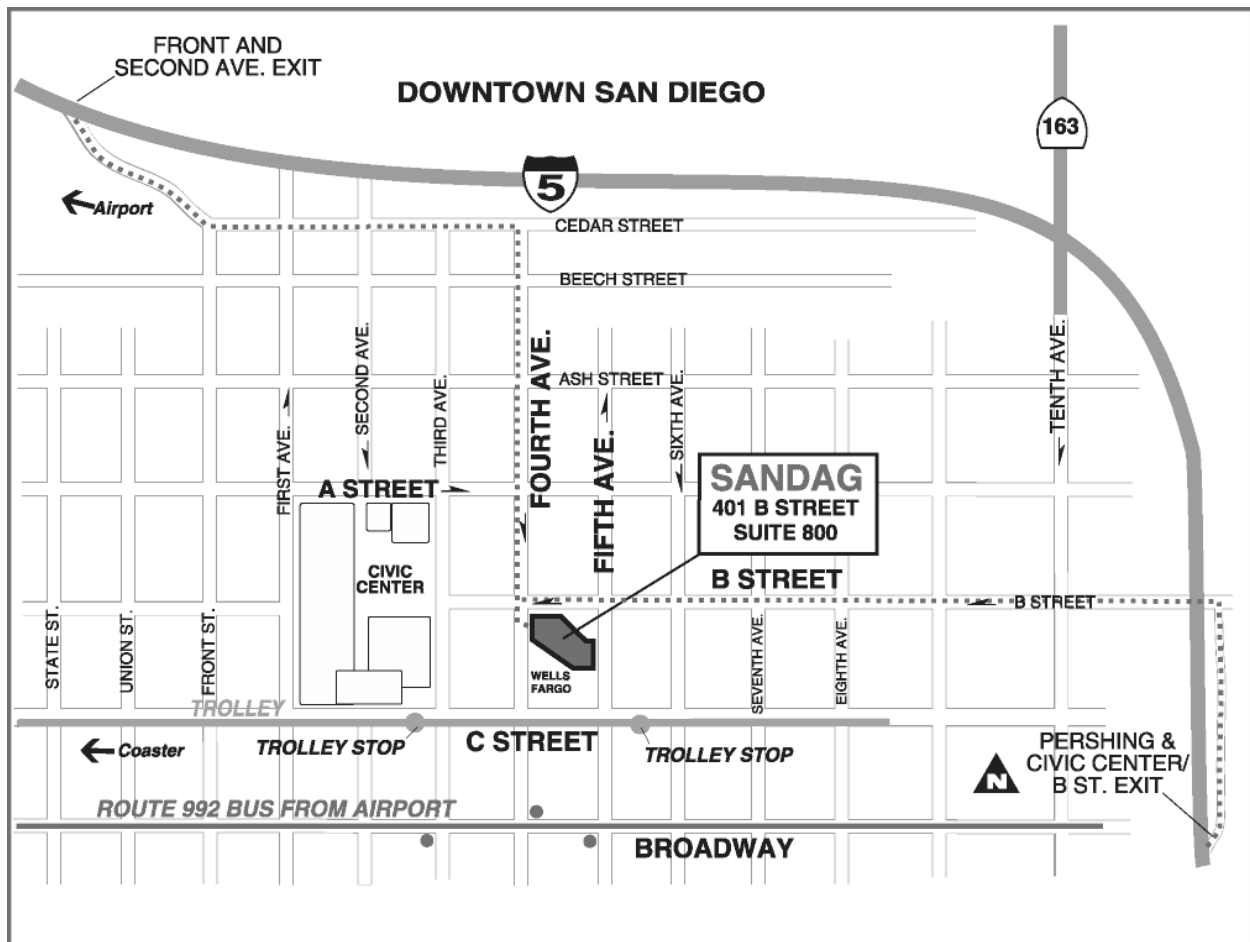 FRONT AND
SECOND AVE. EXIT
DOWNTOWN SAN DIEGO
163
5
Airport
CEDAR STREET
BEECH STREET
SECOND AVE.
FOURTH AVE.
ASH STREET
TENTH AVE.
FIRST AVE.
THIRD AVE.
SIXTH AVE.
FIFTH AVE.
A STREET
SANDAG
401 B STREET
SUITE 800
CIVIC
CENTER
B STREET
B STREET
STATE ST.
UNION ST.
FRONT ST.
WELLS
FARGO
SEVENTH AVE.
EIGHTH AVE.
TROLLEY
Coaster
TROLLEY STOP
C STREET
TROLLEY STOP
N
PERSHING &
CIVIC CENTER/
B ST. EXIT
ROUTE 992 BUS FROM AIRPORT
BROADWAY